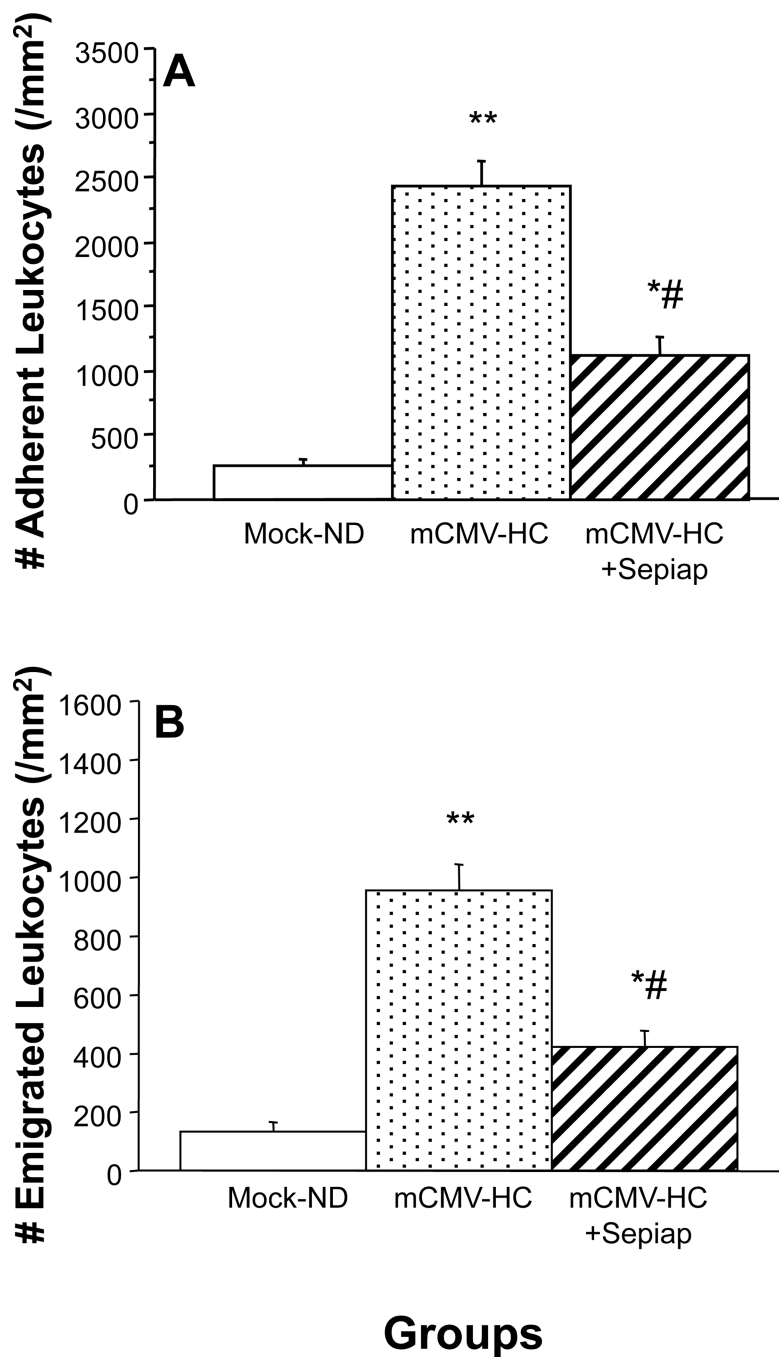 # Adherent Leukocytes (/mm²)
A
3500
3000
2500
2000
1500
1000
500
0
**
*#
Mock-ND
mCMV-HC
mCMV-HC
+Sepiap
# Emigrated Leukocytes (/mm²)
B
1600
1400
1200
1000
800
600
400
200
0
**
*#
Mock-ND
mCMV-HC
mCMV-HC
+Sepiap
Groups